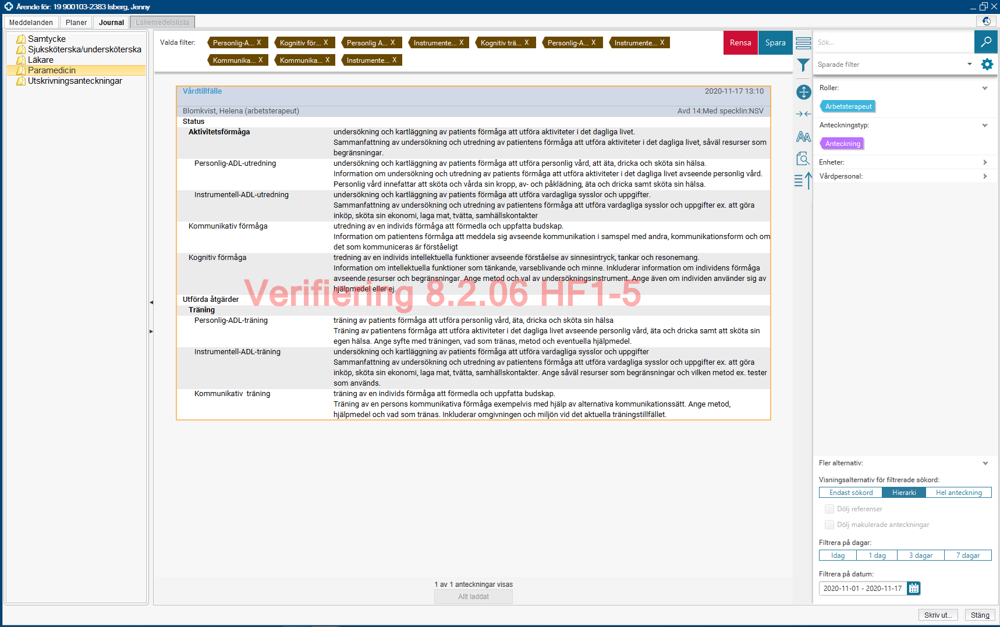 Ärende för: 19 900103-2383 Isberg, Jenny
Meddelanden Planer Journal Läkemedelslista
Samtycke
Sjuksköterska/undersköterska
Läkare
Paramedicin
Utskrivningsanteckningar
Valda filter: Personlig-A... X Kognitiv för... X Personlig A... X Instrumente... X Kognitiv trä... X Personlig-A... X Instrumente... X
Kommunika... X Kommunika... X Instrumente... X
Rensa Spara
Vårdtillfälle 2020-11-17 13:10
Blomkvist, Helena (arbetsterapeut) Avd 14:Med specklin:NSV
Status
Aktivitetsförmåga undersökning och kartläggning av patients förmåga att utföra aktiviteter i det dagliga livet.
Sammanfattning av undersökning och utredning av patientens förmåga att utföra aktiviteter i det dagliga livet, såväl resurser som
begränsningar.
Personlig-ADL-utredning undersökning och kartläggning av patients förmåga att utföra personlig vård, att äta, dricka och sköta sin hälsa.
Information om undersökning och utredning av patients förmåga att utföra aktiviteter i det dagliga livet avseende personlig vård.
Personlig vård innefattar att sköta och vårda sin kropp, av- och påklädning, äta och dricka samt sköta sin hälsa.
Instrumentell-ADL-utredning undersökning och kartläggning av patients förmåga att utföra vardagliga sysslor och uppgifter.
Sammanfattning av undersökning och utredning av patientens förmåga att utföra vardagliga sysslor och uppgifter ex. att göra
inköp, sköta sin ekonomi, laga mat, tvätta, samhällskontakter
Kommunikativ förmåga utredning av en individs förmåga att förmedla och uppfatta budskap.
Information om patientens förmåga att meddela sig avseende kommunikation i samspel med andra, kommunikationsform och om
det som kommuniceras är förståeligt
Kognitiv förmåga tredning av en individs intellektuella funktioner avseende förståelse av sinnesintryck, tankar och resonemang.
Information om intellektuella funktioner som tänkande, varseblivande och minne. Inkluderar information om individens förmåga
avseende resurser och begränsningar. Ange metod och val av undersökningsinstrument. Ange även om individen använder sig av
hjälpmedel eller ej.
Verifiering 8.2.06 HF1-5
Utförda åtgärder
Träning
Personlig-ADL-träning träning av patients förmåga att utföra personlig vård, äta, dricka och sköta sin hälsa
Träning av patientens förmåga att utföra aktiviteter i det dagliga livet avseende personlig vård, äta och dricka samt att sköta sin
egen hälsa. Ange syfte med träningen, vad som tränas, metod och eventuella hjälpmedel.
Instrumentell-ADL-träning undersökning och kartläggning av patients förmåga att utföra vardagliga sysslor och uppgifter
Sammanfattning av undersökning och utredning av patientens förmåga att utföra vardagliga sysslor och uppgifter ex. att göra
inköp, sköta sin ekonomi, laga mat, tvätta, samhällskontakter. Ange såväl resurser som begränsningar och vilken metod ex. tester
som används.
Kommunikativ träning träning av en individs förmåga att förmedla och uppfatta budskap.
Träning av en persons kommunikativa förmåga exempelvis med hjälp av alternativa kommunikationssätt. Ange metod,
hjälpmedel och vad som tränas. Inkluderar omgivningen och miljön vid det aktuella träningstillfället.
1 av 1 anteckningar visas
Allt laddat
Sök...
Sparade filter
Roller:
Arbetsterapeut
Anteckningstyp:
Anteckning
Enheter:
Vårdpersonal:
Fler alternativ:
Visningsalternativ för filtrerade sökord:
Endast sökord Hierarki Hel anteckning
Dölj referenser
Dölj makulerade anteckningar
Filtrera på dagar:
Idag 1 dag 3 dagar 7 dagar
Filtrera på datum:
2020-11-01 - 2020-11-17
Skriv ut... Stäng